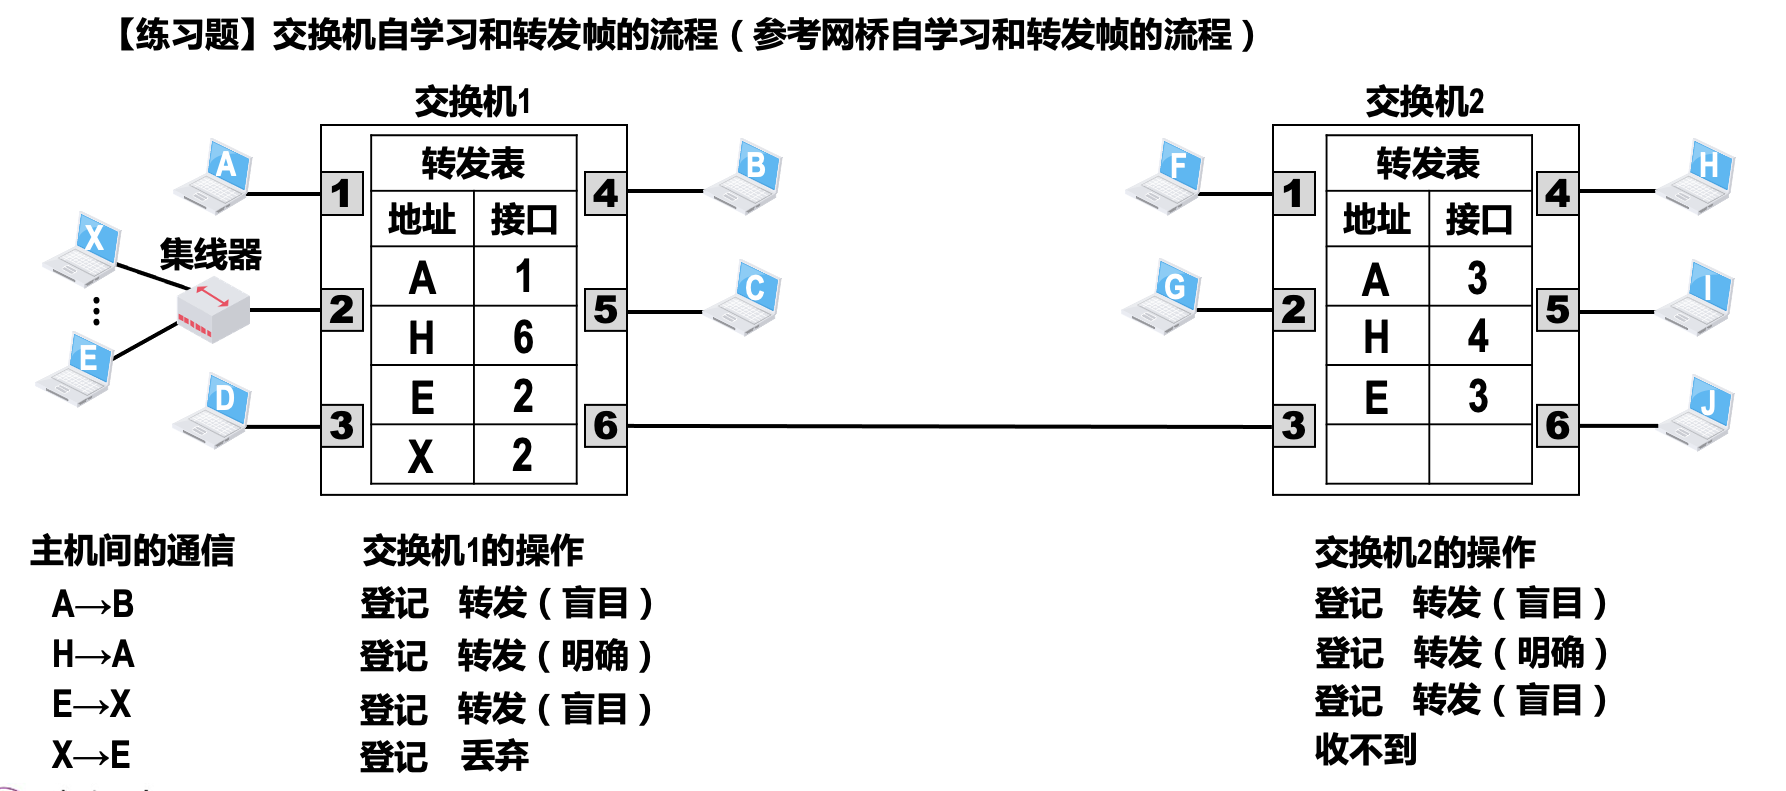 【练习题】交换机自学习和转发帧的流程（参考网桥自学习和转发帧的流程）
交换机1
交换机2
转发表
地址 接口
A 1
H 6
E 2
X 2
1
2
3
4
5
6
A
X
集线器
E
D
B
C
转发表
地址 接口
A 3
H 4
E 3
1
2
3
4
5
6
F
G
H
I
J
主机间的通信 交换机1的操作 交换机2的操作
A→B 登记 转发（盲目） 登记 转发（盲目）
H→A 登记 转发（明确） 登记 转发（明确）
E→X 登记 转发（盲目） 登记 转发（盲目）
X→E 登记 丢弃 收不到